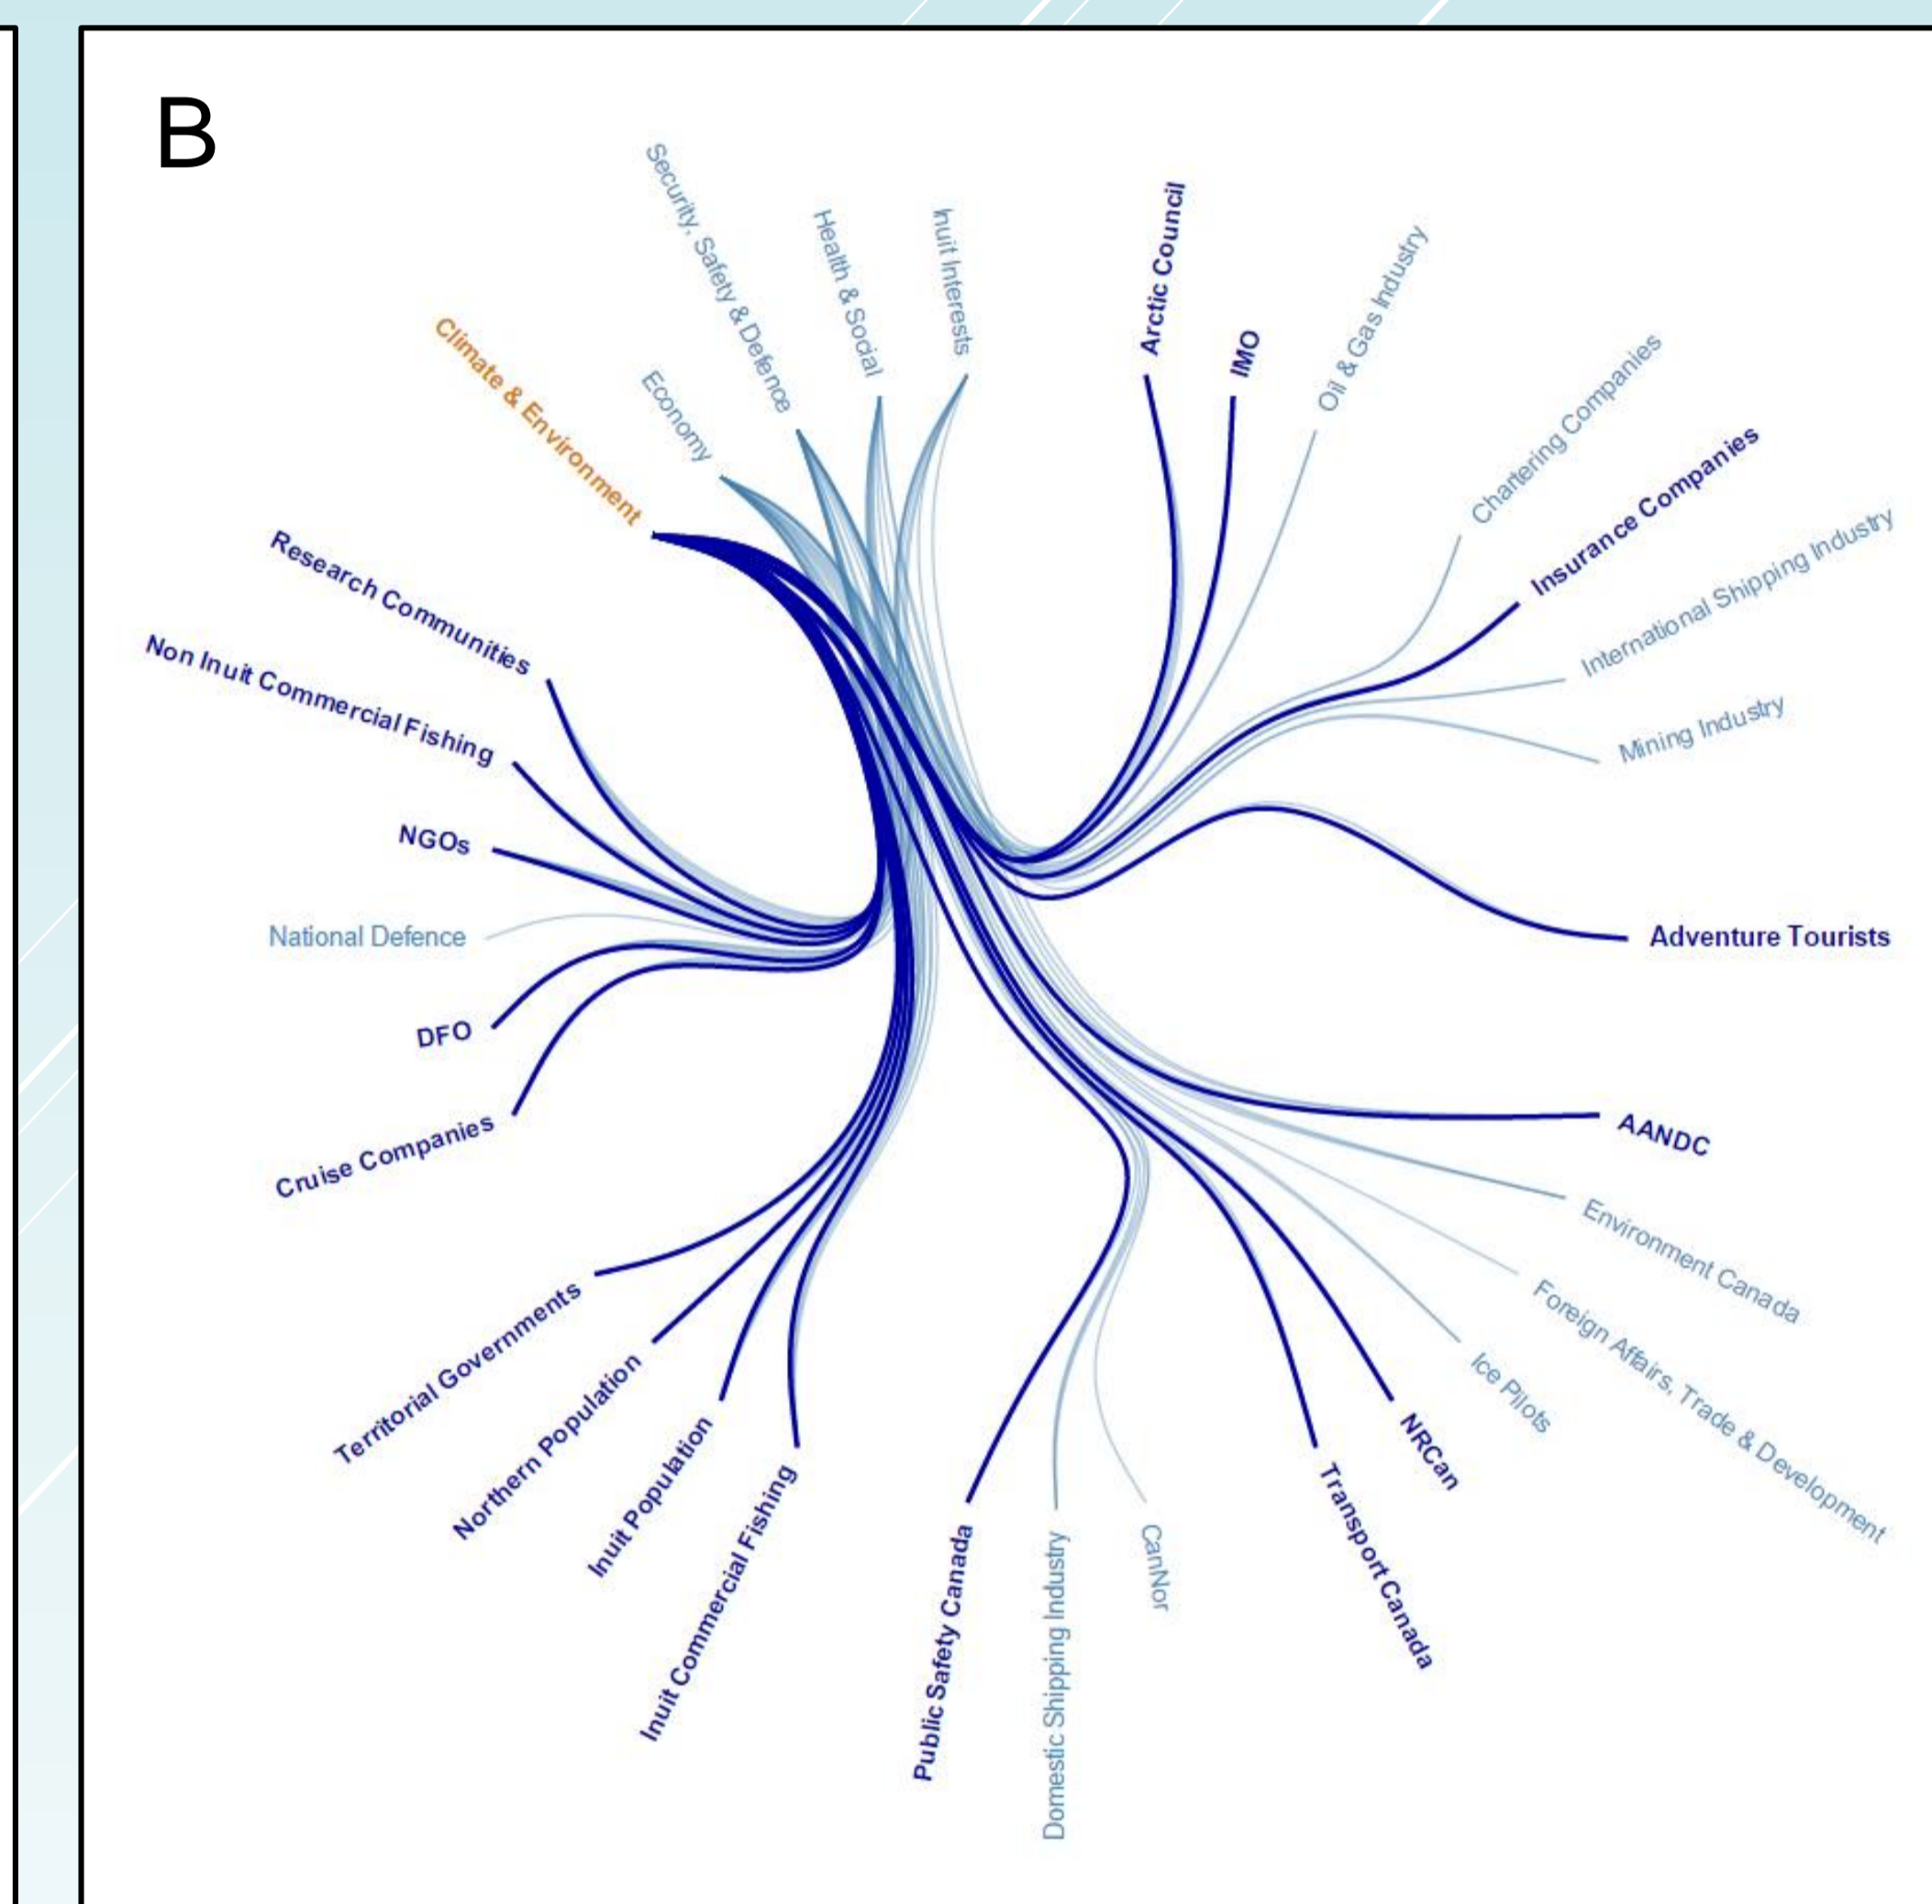 B
Climate & Environment
Economy
Security, Safety & Defence
Health & Social
Inuit Interests
Arctic Council
IMO
Oil & Gas Industry
Chartering Companies
Insurance Companies
International Shipping Industry
Mining Industry
Adventure Tourists
AANDC
Environment Canada
Foreign Affairs, Trade & Development
Ice Pilots
NRCan
Transport Canada
CanNor
Domestic Shipping Industry
Public Safety Canada
Inuit Commercial Fishing
Inuit Population
Northern Population
Territorial Governments
Cruise Companies
DFO
National Defence
NGOs
Non Inuit Commercial Fishing
Research Communities